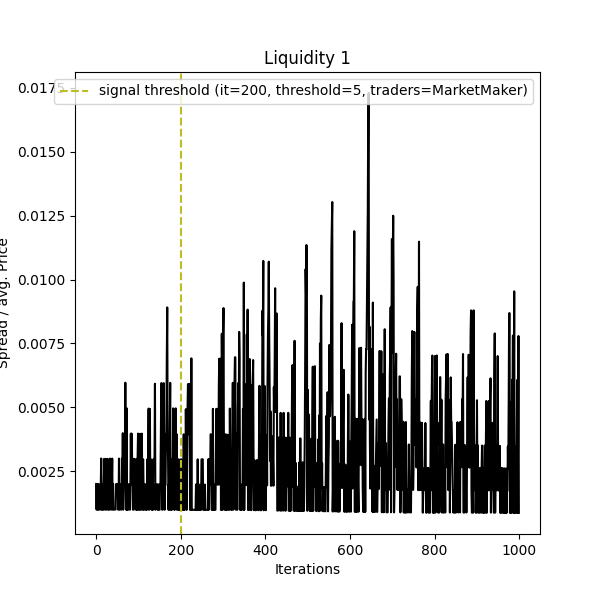 Liquidity 1
signal threshold (it=200, threshold=5, traders=MarketMaker)
0.0175
0.0150
0.0125
0.0100
0.0075
0.0050
0.0025
Spread / avg. Price
0 200 400 600 800 1000
Iterations